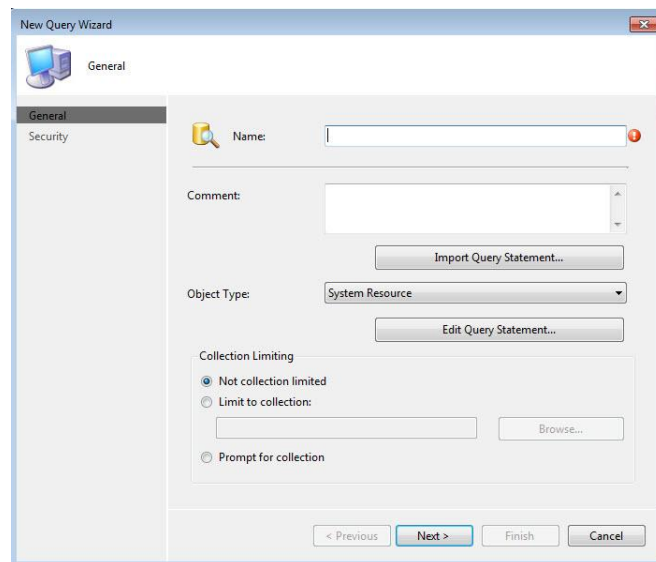 New Query Wizard
General
General
Security
Name:
Comment:
Import Query Statement...
Object Type: System Resource
Edit Query Statement...
Collection Limiting
Not collection limited
Limit to collection:
Browse...
Prompt for collection
< Previous Next > Finish Cancel